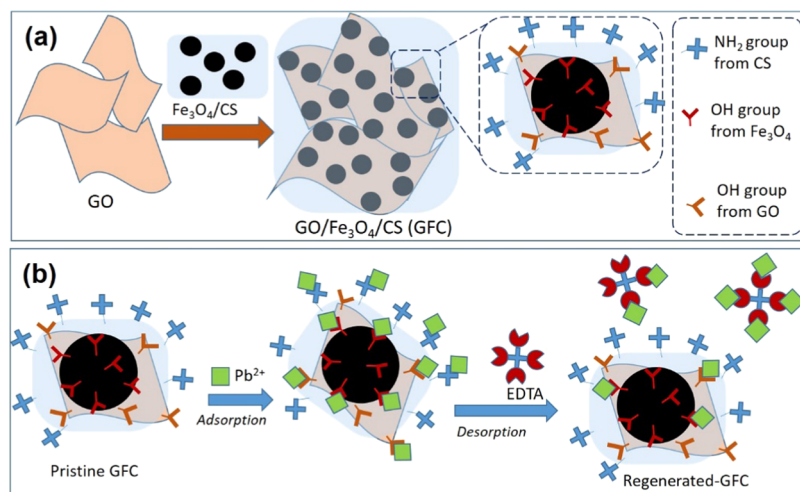 (a)
Fe₃O₄/CS
GO
GO/Fe₃O₄/CS (GFC)
NH₂ group
from CS
OH group
from Fe₃O₄
OH group
from GO
(b)
Pb²⁺
Adsorption
Pristine GFC
EDTA
Desorption
Regenerated-GFC